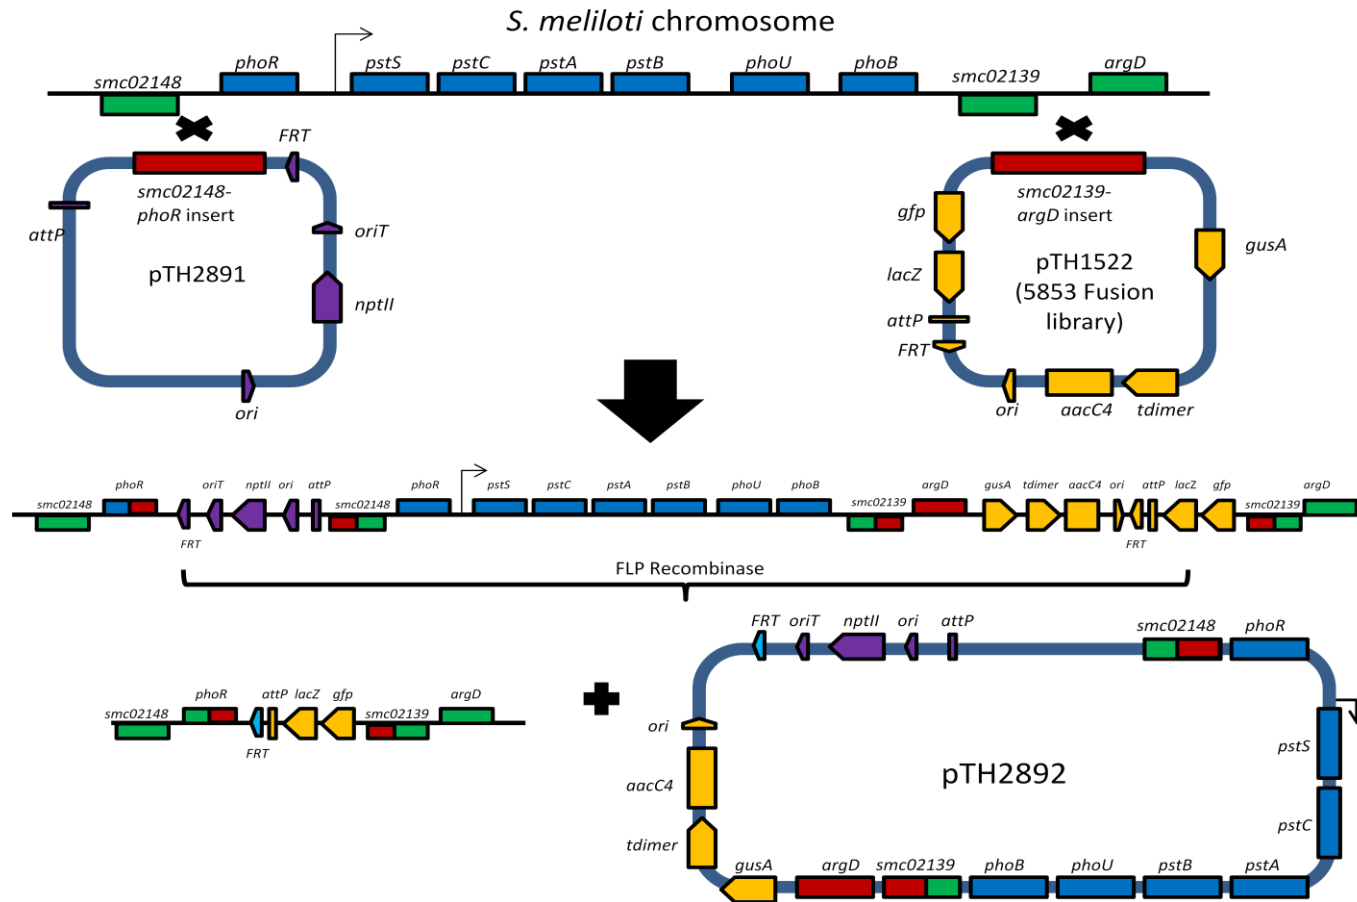 S. meliloti chromosome
smc02148
phoR
pstS
pstC
pstA
pstB
phoU
phoB
smc02139
argD
FRT
smc02148-
phoR insert
attP
oriT
pTH2891
nptII
ori
smc02139-
argD insert
gfp
gusA
pTH1522
(5853 Fusion
library)
lacZ
attP
FRT
ori
aacC4
tdimer
smc02148
phoR
oriT
nptII
ori
attP
smc02148
phoR
pstS
pstC
pstA
pstB
phoU
phoB
smc02139
argD
gusA
tdimer
aacC4
ori
attP
lacZ
gfp
smc02139
argD
FRT
FRT
FLP Recombinase
smc02148
phoR
attP
lacZ
gfp
smc02139
argD
FRT
FRT
oriT
nptII
ori
attP
smc02148
phoR
ori
pstS
aacC4
pTH2892
pstC
tdimer
gusA
argD
smc02139
phoB
phoU
pstB
pstA